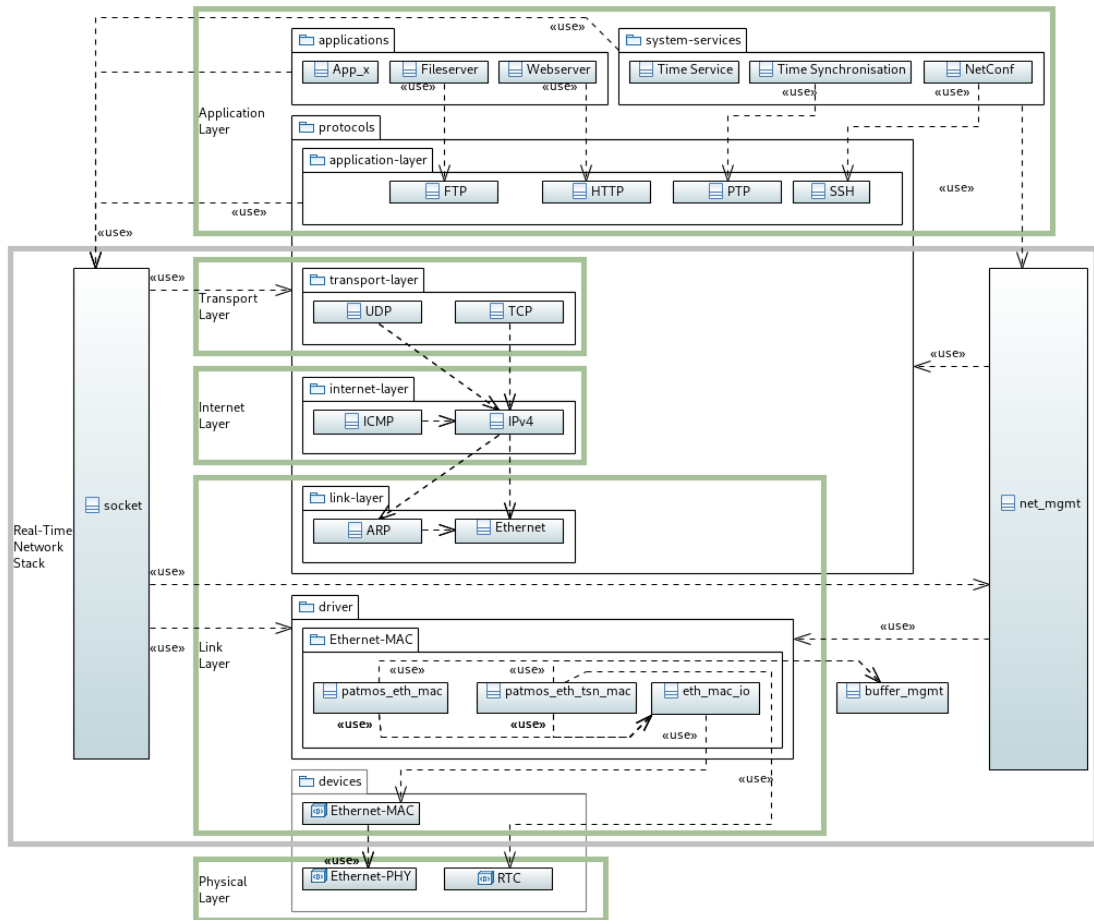 «use»
applications
system-services
App_x
Fileserver
Webserver
Time Service
Time Synchronisation
NetConf
«use»
«use»
«use»
«use»
Application
Layer
protocols
application-layer
FTP
HTTP
PTP
SSH
«use»
«use»
«use»
«use»
Transport
Layer
transport-layer
UDP
TCP
«use»
Internet
Layer
internet-layer
ICMP
IPv4
link-layer
socket
net_mgmt
ARP
Ethernet
Real-Time
Network
Stack
«use»
driver
«use»
Ethernet-MAC
«use»
Link
Layer
«use»
«use»
patmos_eth_mac
patmos_eth_tsn_mac
eth_mac_io
buffer_mgmt
«use»
«use»
«use»
devices
«use»
Ethernet-MAC
«use»
Physical
Layer
Ethernet-PHY
RTC